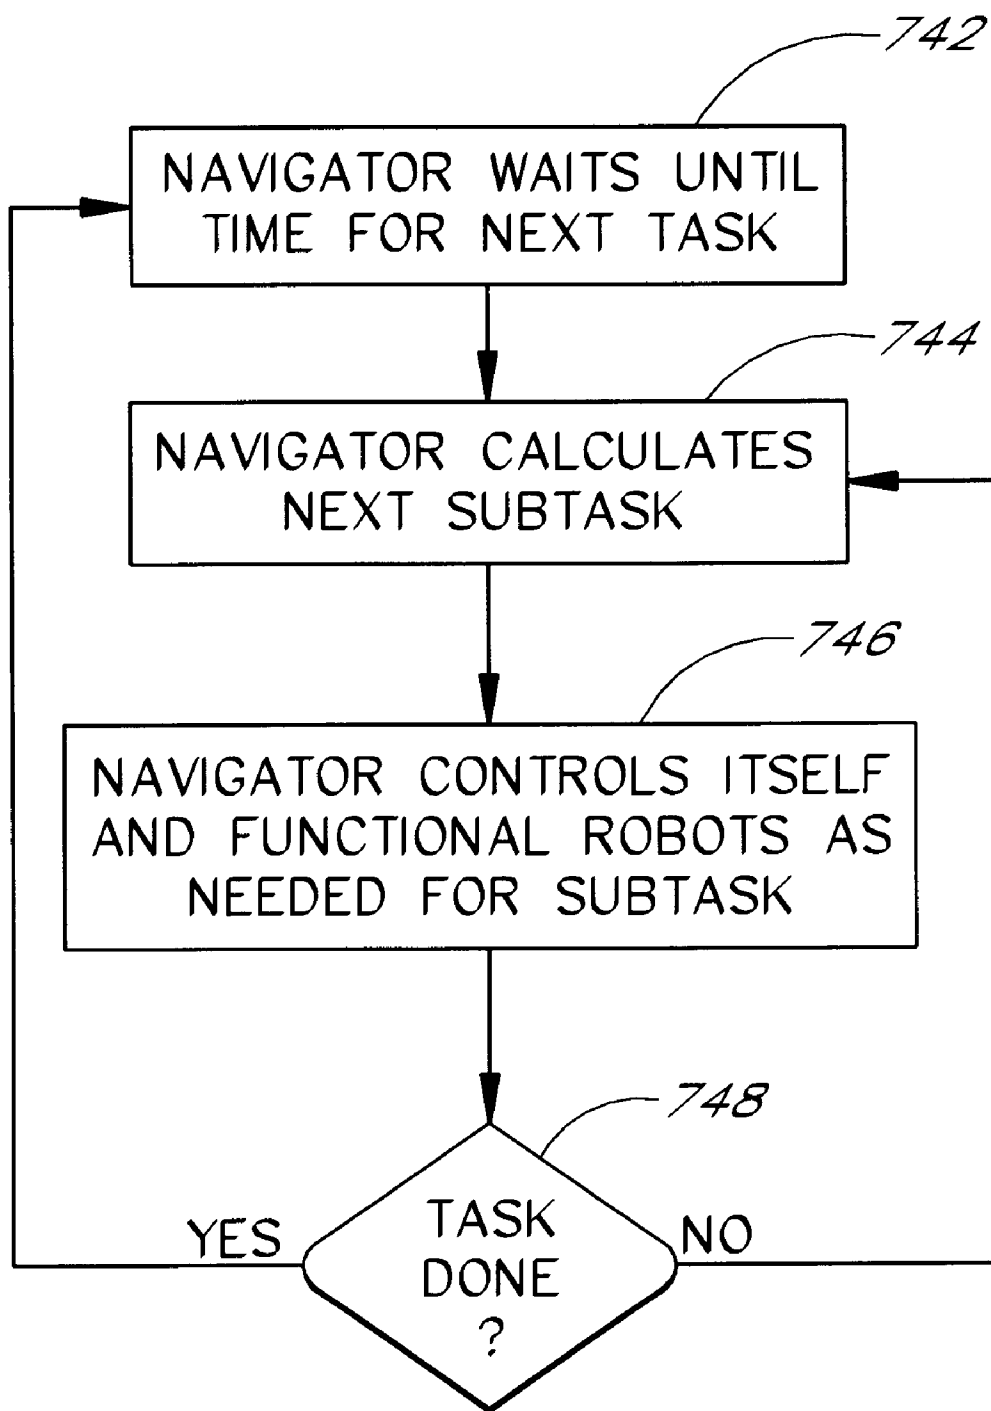 742
NAVIGATOR WAITS UNTIL
TIME FOR NEXT TASK
744
NAVIGATOR CALCULATES
NEXT SUBTASK
746
NAVIGATOR CONTROLS ITSELF
AND FUNCTIONAL ROBOTS AS
NEEDED FOR SUBTASK
748
TASK
DONE
?
YES
NO